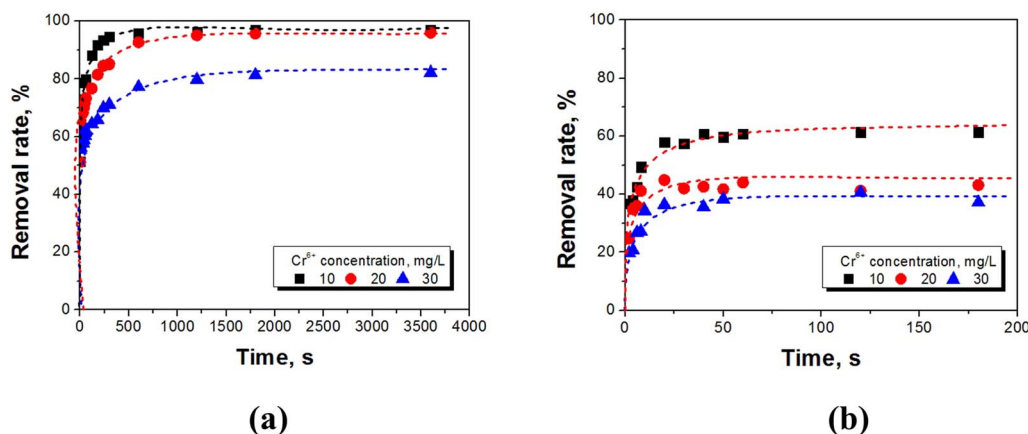 100
80
60
40
20
0
Removal rate, %
Cr⁶⁺ concentration, mg/L
10 20 30
0 500 1000 1500 2000 2500 3000 3500 4000
Time, s
(a)
100
80
60
40
20
0
Removal rate, %
Cr⁶⁺ concentration, mg/L
10 20 30
0 50 100 150 200
Time, s
(b)